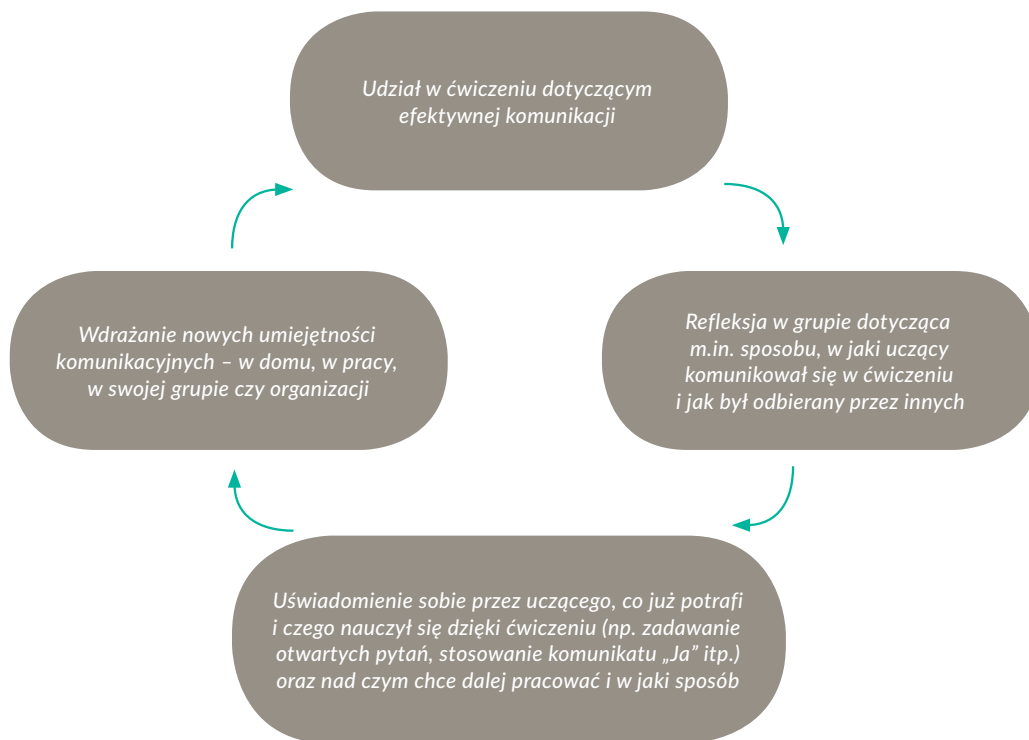 Udział w ćwiczeniu dotyczącym
efektywnej komunikacji
Refleksja w grupie dotycząca
m.in. sposobu, w jaki uczący
komunikował się w ćwiczeniu
i jak był odbierany przez innych
Uświadomienie sobie przez uczącego, co już potrafi
i czego nauczył się dzięki ćwiczeniu (np. zadawanie
otwartych pytań, stosowanie komunikatu „Ja” itp.)
oraz nad czym chce dalej pracować i w jaki sposób
Wdrażanie nowych umiejętności
komunikacyjnych – w domu, w pracy,
w swojej grupie czy organizacji